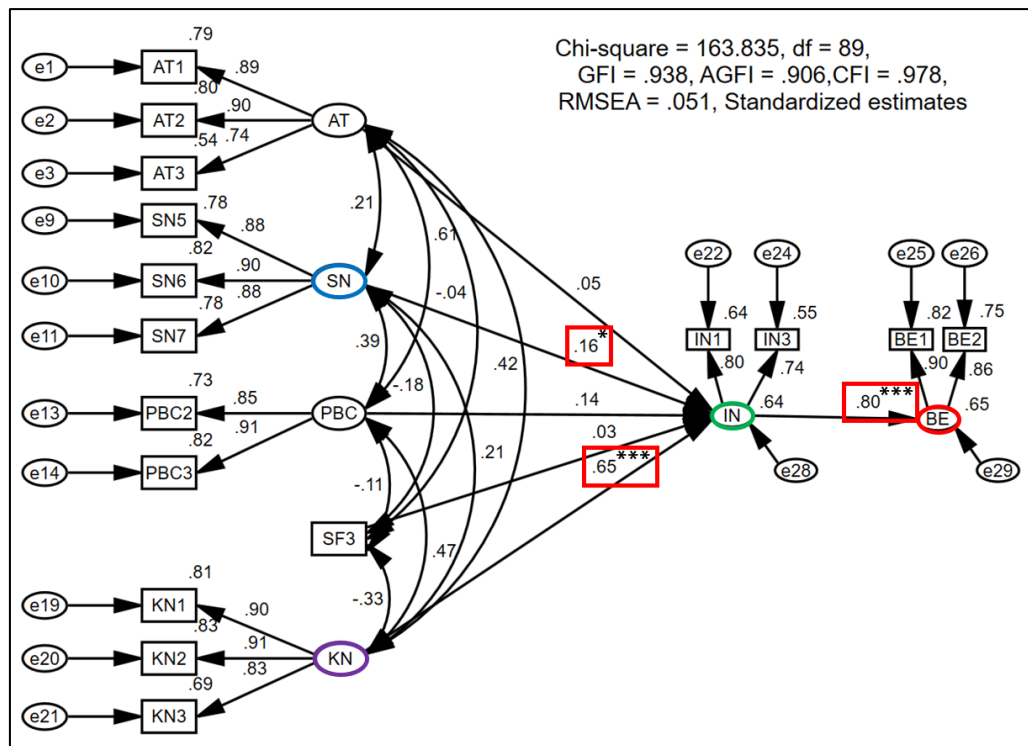 Chi-square = 163.835, df = 89,
GFI = .938, AGFI = .906,CFI = .978,
RMSEA = .051, Standardized estimates
.79
e1 AT1 .89
.80
e2 AT2 .90 AT
.54 .74
e3 AT3
.78 .21 .61
e9 SN5 .88
.82 e22 e24 e25 e26
e10 SN6 .90 SN -.04 .05
.78 .88 .64 .55 .82 .75
e11 SN7 .39 .16* IN1 IN3 BE1 BE2
-.18 .42 .80 .74 .90 .86
.73
e13 PBC2 .85 PBC .14 IN .64 .80*** BE .65
.82 .91 .03
e14 PBC3 .21 .65*** e28 e29
-.11
SF3
.47
.81 -.33
e19 KN1 .90
.83
e20 KN2 .91 KN
.69 .83
e21 KN3